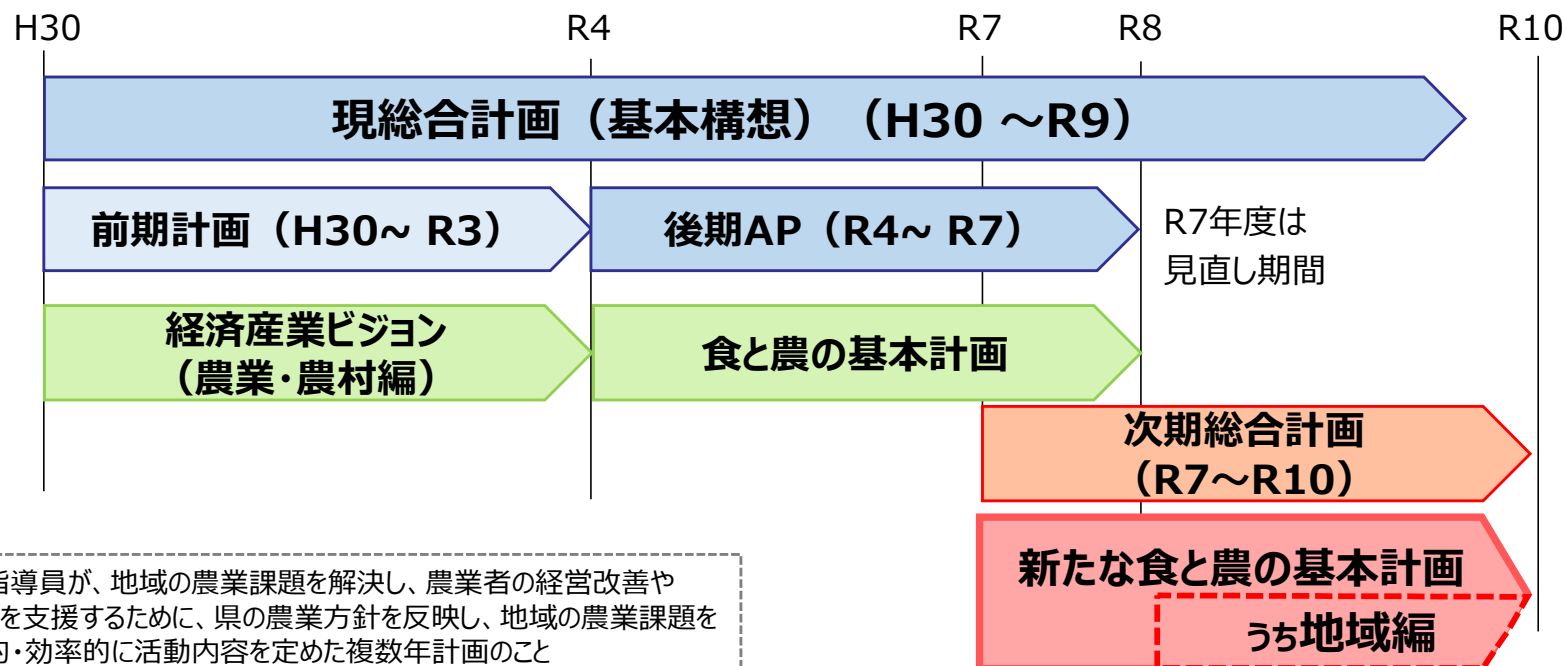 H30 R4 R7 R8 R10
現総合計画（基本構想）（H30 ～R9）
前期計画（H30~ R3）
後期AP（R4~ R7）
R7年度は
見直し期間
経済産業ビジョン
（農業・農村編）
食と農の基本計画
次期総合計画
（R7～R10）
新たな食と農の基本計画
うち地域編
指導員が、地域の農業課題を解決し、農業者の経営改善や
を支援するために、県の農業方針を反映し、地域の農業課題を
・効率的に活動内容を定めた複数年計画のこと